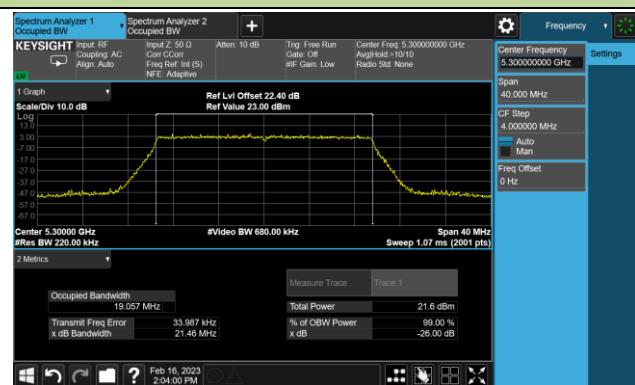 Spectrum Analyzer 1
Occupied BW
Spectrum Analyzer 2
Occupied BW
+
Frequency
KEYSIGHT
Input: RF
Coupling: AC
Align: Auto
Input Z: 50 Ω
Corr CCorr
Freq Ref: Int (S)
NFE: Adaptive
Atten: 10 dB
Trig: Free Run
Gate: Off
#IF Gain: Low
Center Freq: 5.300000000 GHz
Avg|Hold:>10/10
Radio Std: None
LXI
Center Frequency
5.300000000 GHz
Settings
Span
40.000 MHz
CF Step
4.000000 MHz
Auto
Man
Freq Offset
0 Hz
1 Graph
Scale/Div 10.0 dB
Ref Lvl Offset 22.40 dB
Ref Value 23.00 dBm
Log
13.0
3.00
-7.00
-17.0
-27.0
-37.0
-47.0
-57.0
-67.0
Center 5.30000 GHz
#Video BW 680.00 kHz
Span 40 MHz
#Res BW 220.00 kHz
Sweep 1.07 ms (2001 pts)
2 Metrics
Measure Trace
Trace 1
Occupied Bandwidth
19.057 MHz
Total Power
21.6 dBm
Transmit Freq Error
33.987 kHz
% of OBW Power
99.00 %
x dB Bandwidth
21.46 MHz
x dB
-26.00 dB
?
Feb 16, 2023
2:04:00 PM